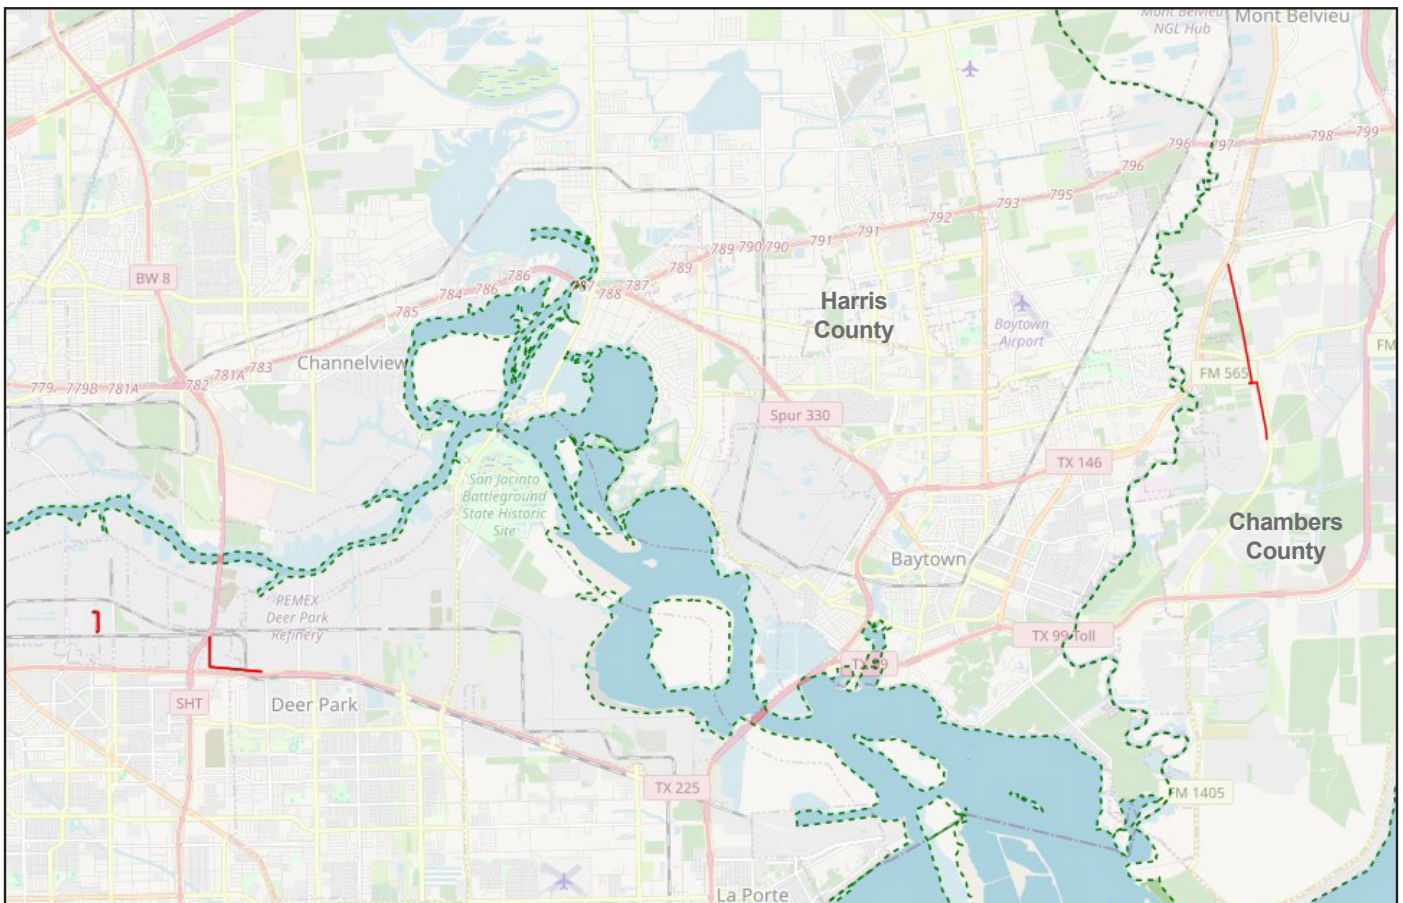 Mont Belvieu
NGL Hub
Mont Belvieu
799
798
797
796
796
795
793
792
791
791
790
790
789
789
BW 8
786
786
784
785
787
787
788
Harris
County
Baytown
Airport
Channelview
783
781A
782
781A
779B
779
FM 565
FM
Spur 330
TX 146
San Jacinto
Battleground
State Historic
Site
Chambers
County
Baytown
PEMEX
Deer Park
Refinery
TX 99 Toll
TX 99
SHT
Deer Park
TX 225
FM 1405
La Porte